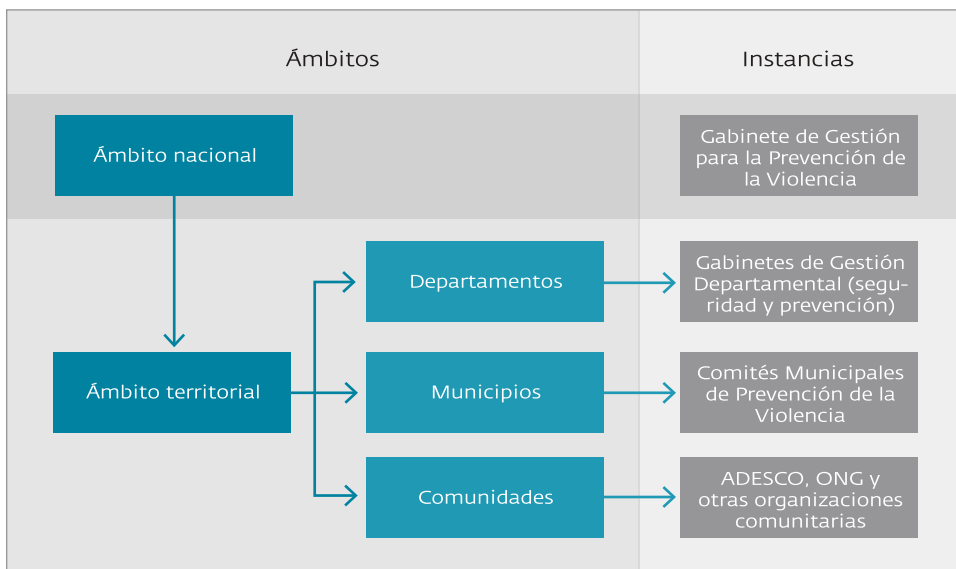 Ámbitos
Instancias
Ámbito nacional
Gabinete de Gestión
para la Prevención de
la Violencia
Ámbito territorial
Departamentos
Gabinetes de Gestión
Departamental (segu-
ridad y prevención)
Municipios
Comités Municipales
de Prevención de la
Violencia
Comunidades
ADESCO, ONG y
otras organizaciones
comunitarias